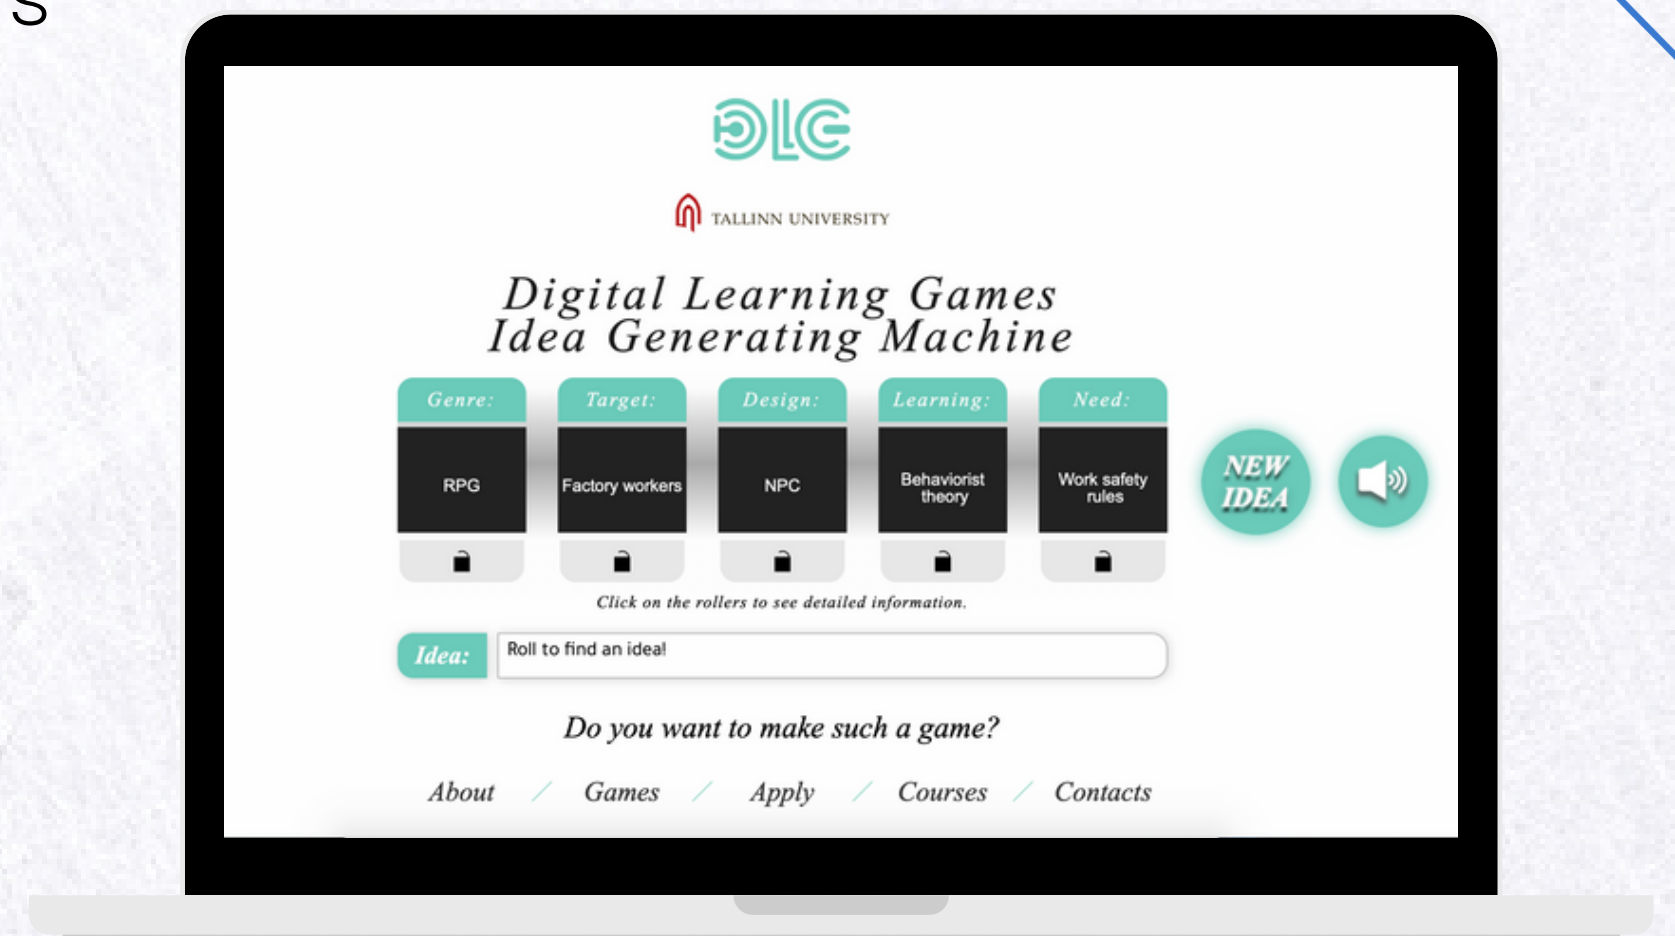 S
DLG
TALLINN UNIVERSITY
Digital Learning Games
Idea Generating Machine
Genre: Target: Design: Learning: Need:
RPG Factory workers NPC Behaviorist theory Work safety rules
NEW
IDEA
Click on the rollers to see detailed information.
Idea: Roll to find an idea!
Do you want to make such a game?
About / Games / Apply / Courses / Contacts